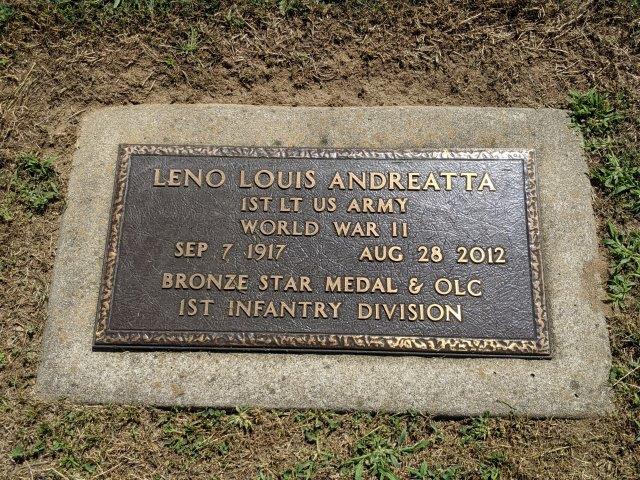 LENO LOUIS ANDREATTA
1ST LT US ARMY
WORLD WAR II
SEP 7 1917 AUG 28 2012
BRONZE STAR MEDAL & OLC
1ST INFANTRY DIVISION